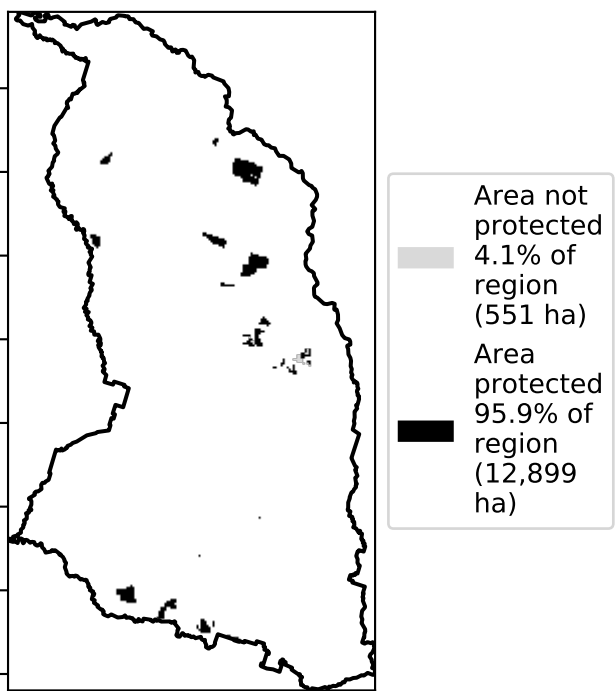 Area not
protected
4.1% of
region
(551 ha)
Area
protected
95.9% of
region
(12,899
ha)